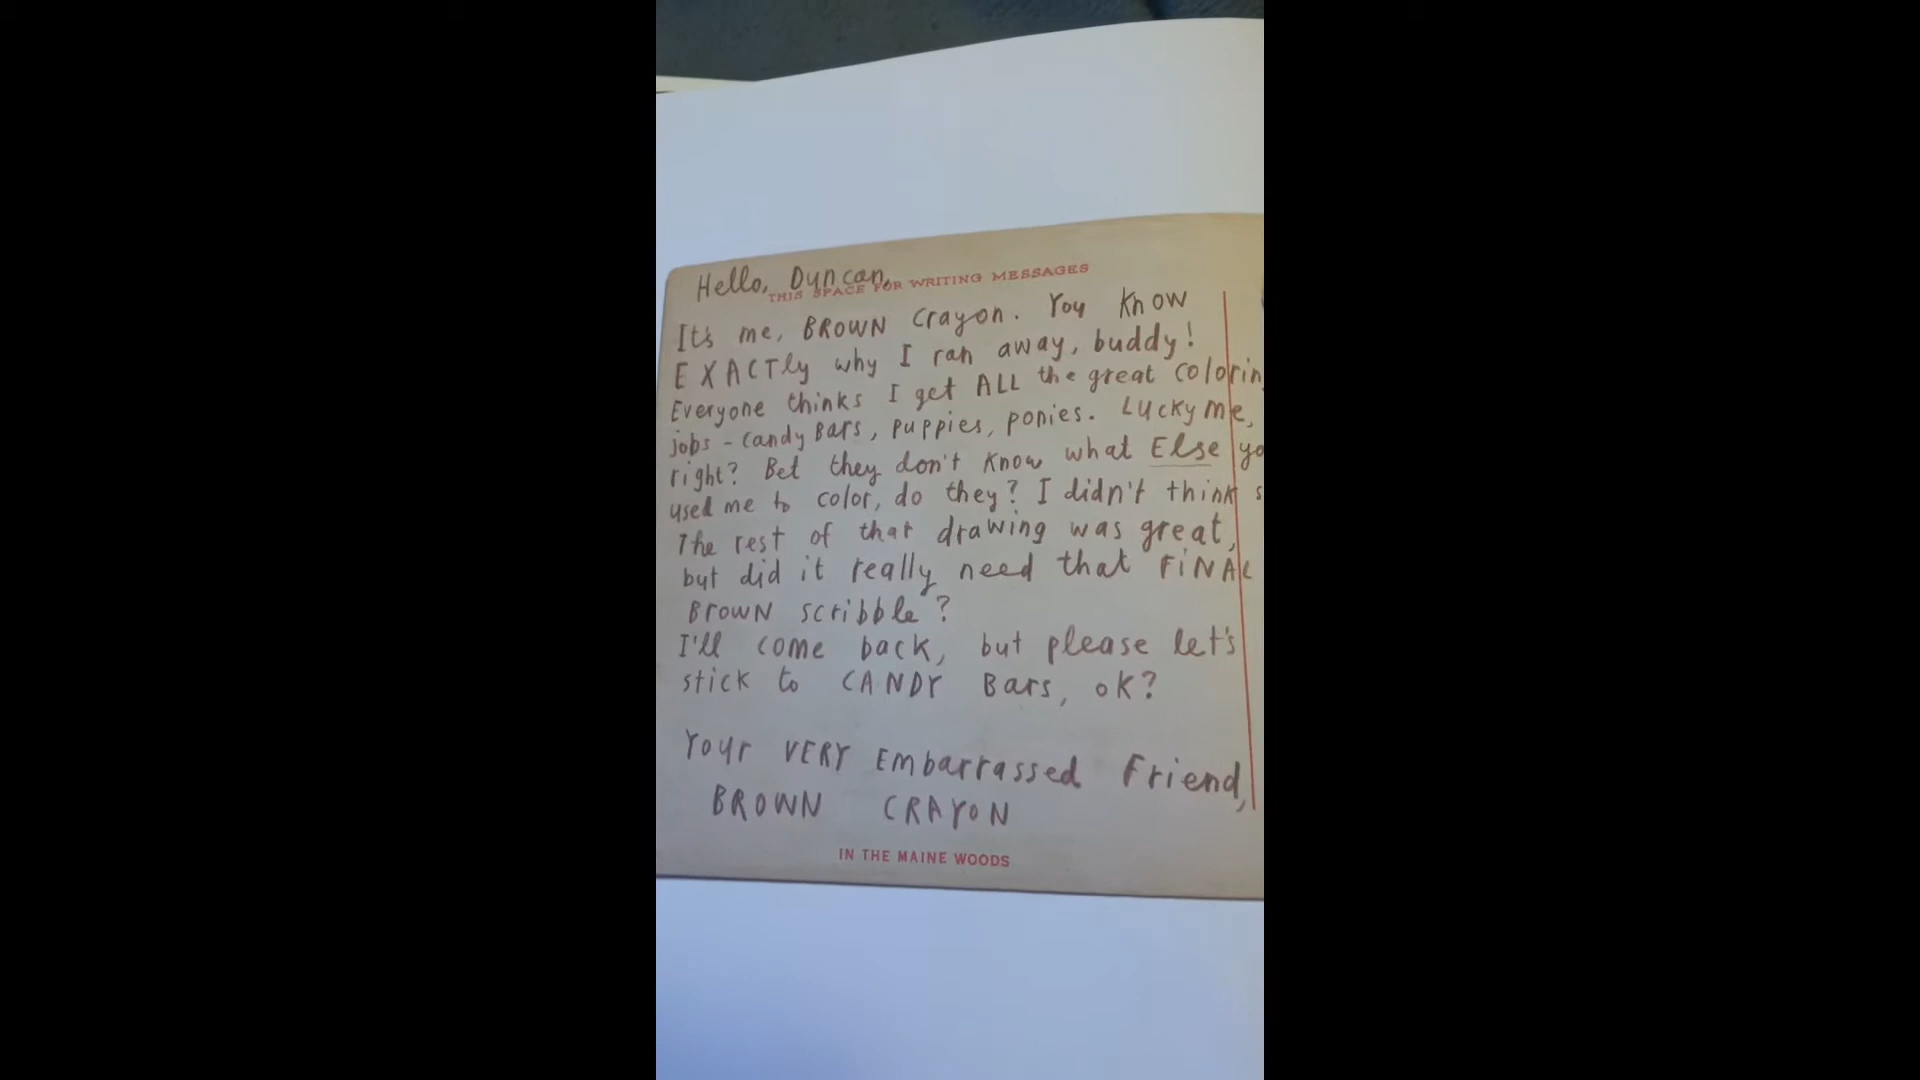 Hello, Duncan,
THIS SPACE FOR WRITING MESSAGES
It's me, BROWN Crayon. You Know
EXACTly why I ran away, buddy!
Everyone thinks I get ALL the great colorin
jobs - candy Bars, puppies, ponies. Lucky me,
right? Bet they don't know what Else yo
used me to color, do they? I didn't think s
The rest of that drawing was great,
but did it really need that FiNAL
BrowN scribble?
I'll come back, but please let's
stick to CANDY Bars, oK?
Your VERY Embarrassed Friend,
BROWN CRAYON
IN THE MAINE WOODS